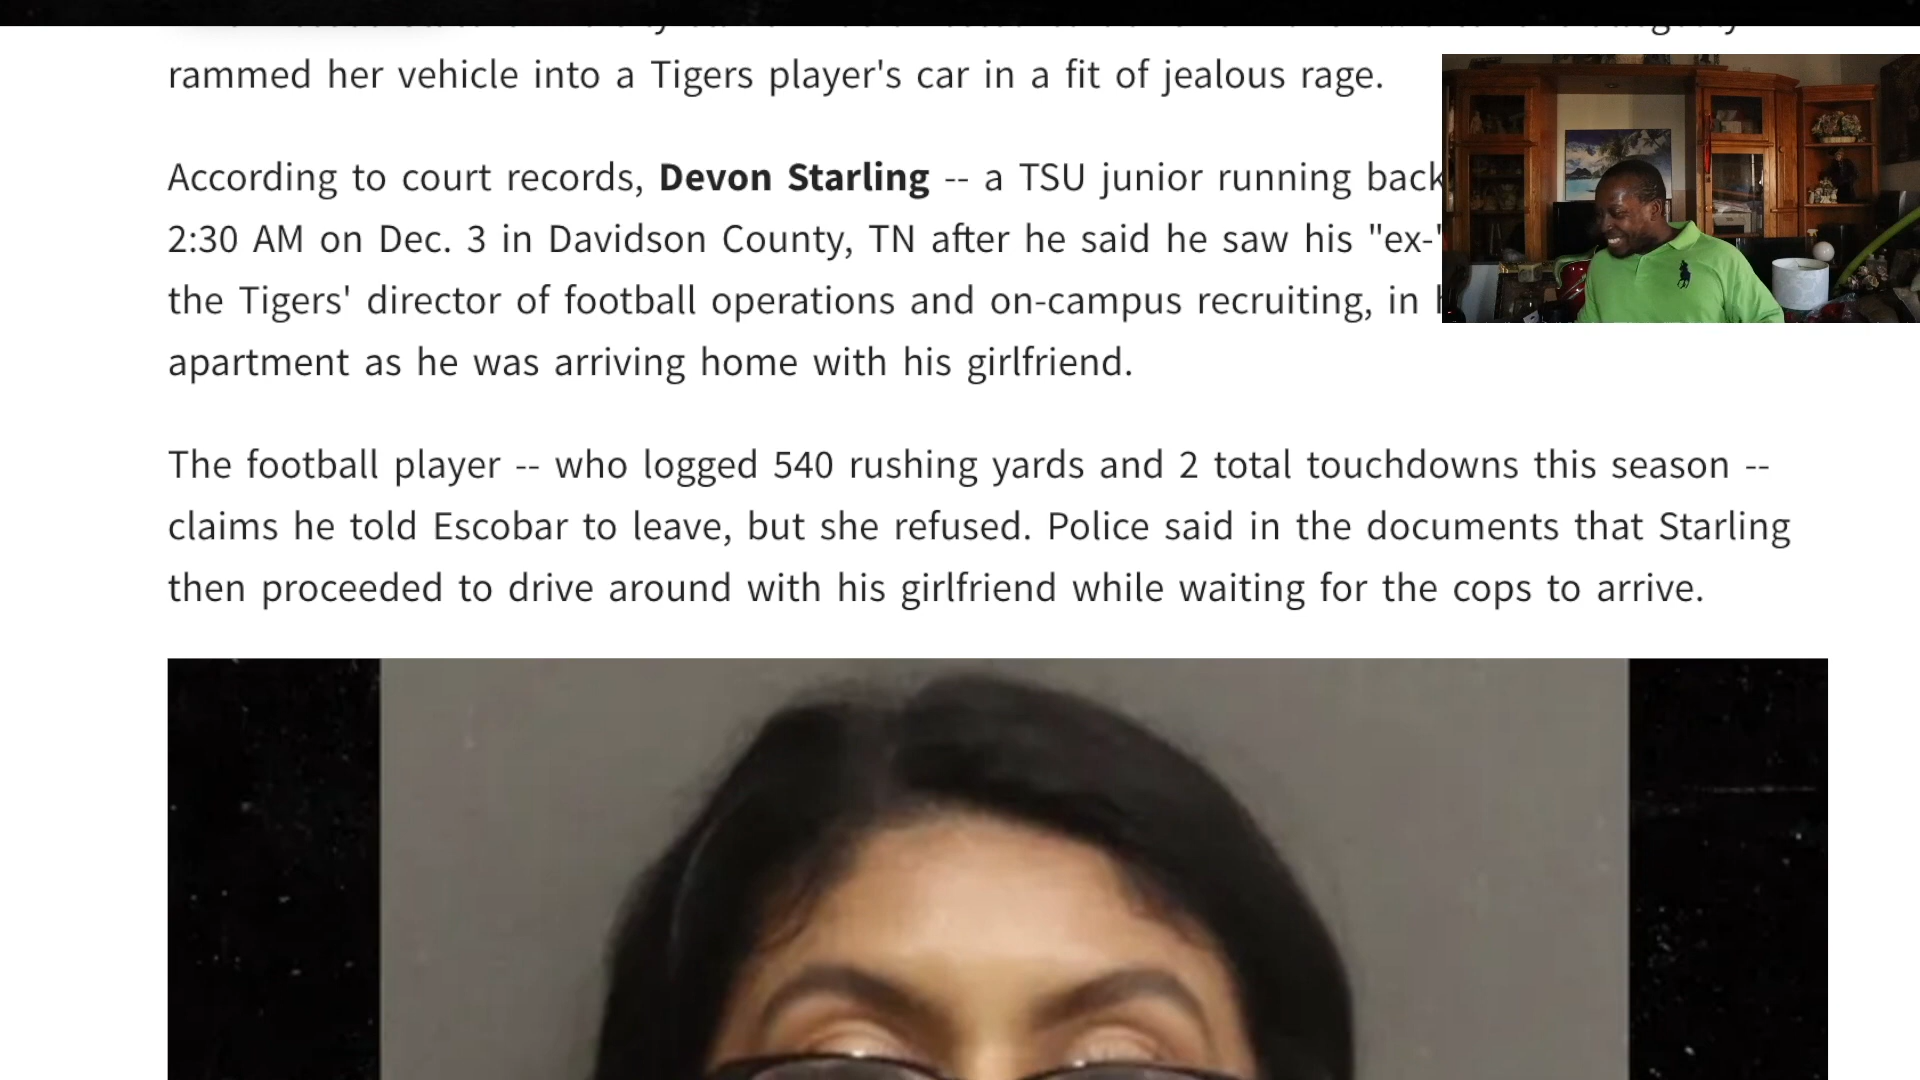 rammed her vehicle into a Tigers player's car in a fit of jealous rage.
According to court records, Devon Starling -- a TSU junior running back
2:30 AM on Dec. 3 in Davidson County, TN after he said he saw his "ex-"
the Tigers' director of football operations and on-campus recruiting, in
apartment as he was arriving home with his girlfriend.
The football player -- who logged 540 rushing yards and 2 total touchdowns this season --
claims he told Escobar to leave, but she refused. Police said in the documents that Starling
then proceeded to drive around with his girlfriend while waiting for the cops to arrive.